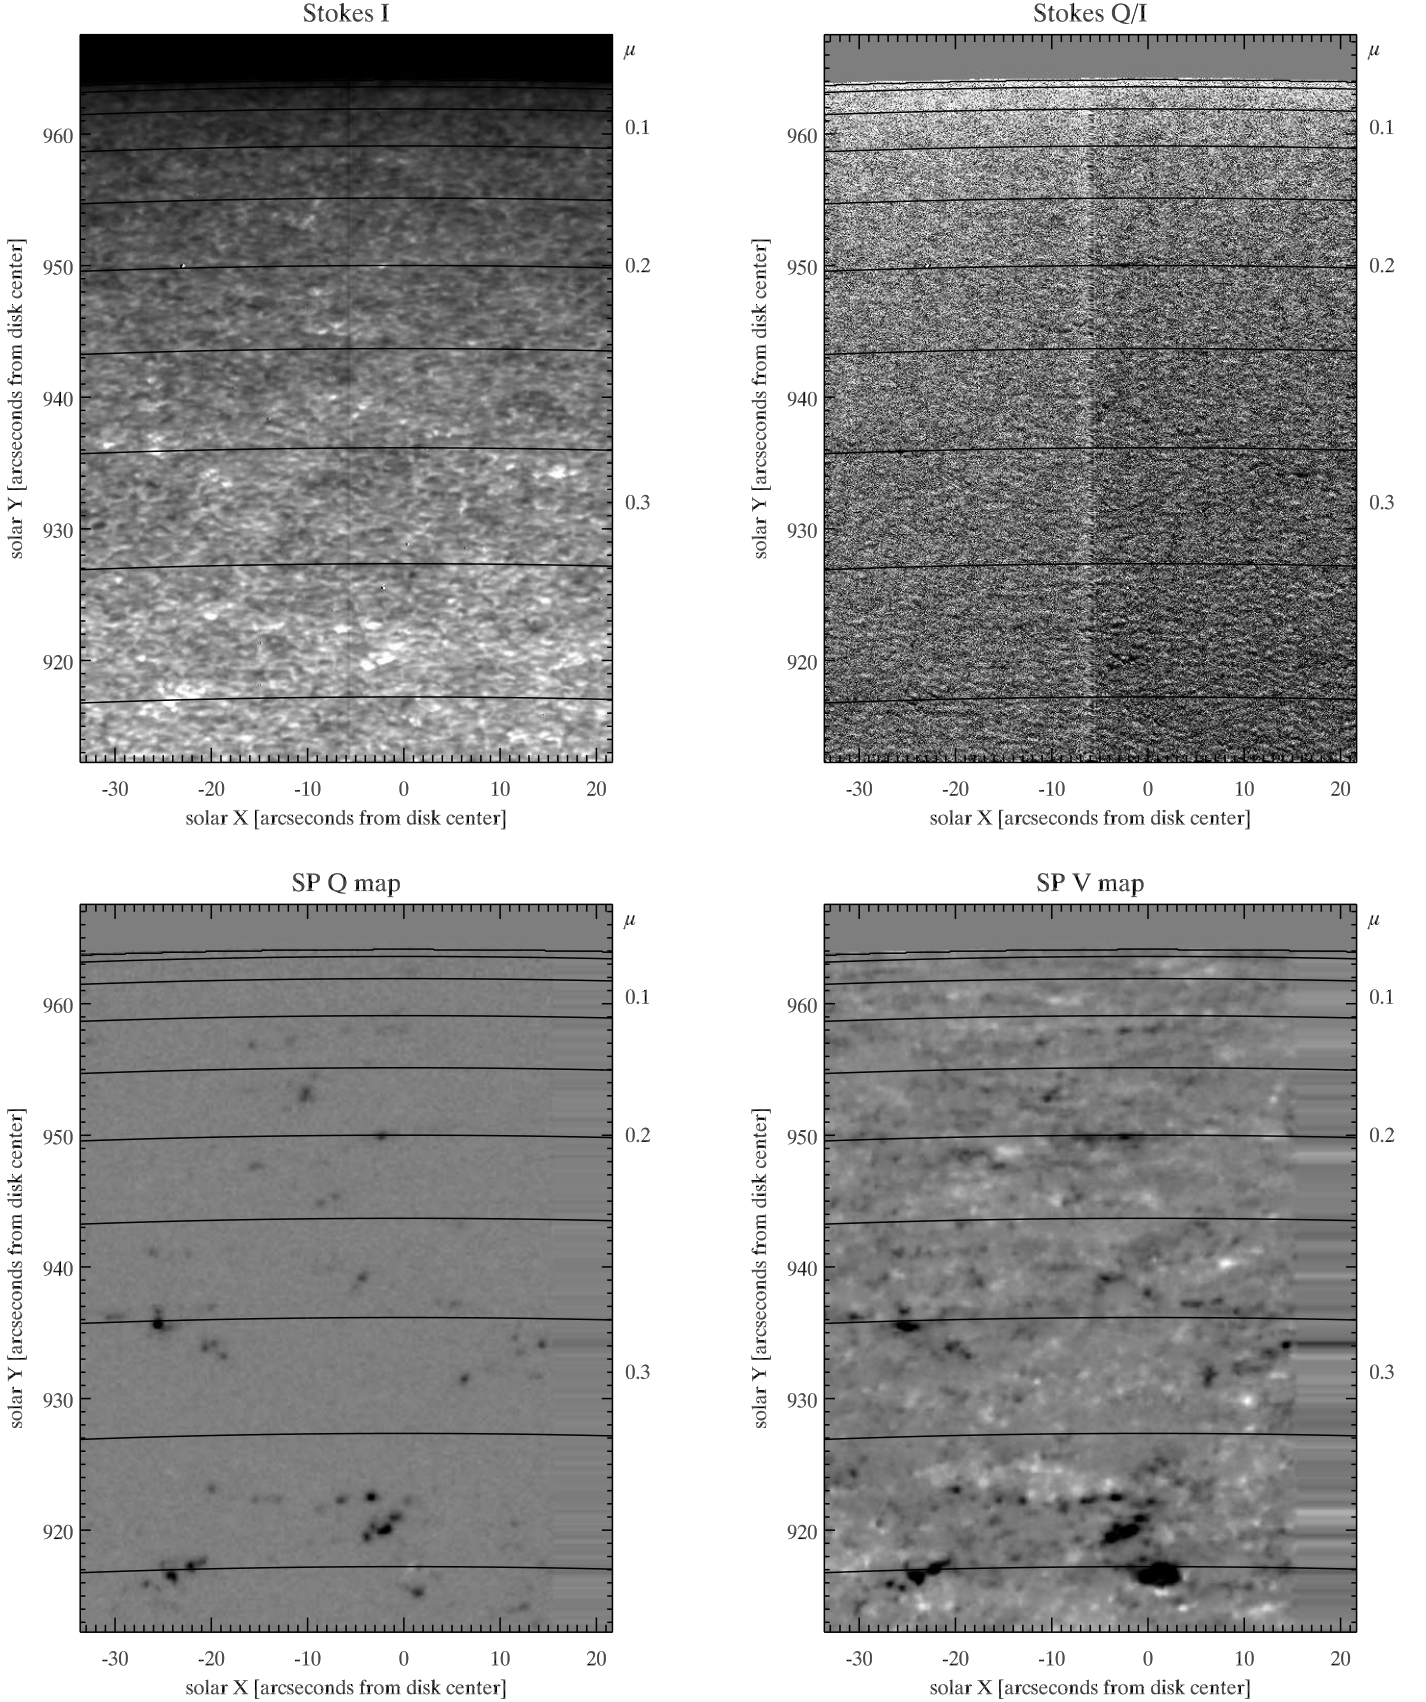 Stokes I
μ
960
950
940
930
920
0.1
0.2
0.3
solar Y [arcseconds from disk center]
-30 -20 -10 0 10 20
solar X [arcseconds from disk center]
Stokes Q/I
μ
960
950
940
930
920
0.1
0.2
0.3
solar Y [arcseconds from disk center]
-30 -20 -10 0 10 20
solar X [arcseconds from disk center]
SP Q map
μ
960
950
940
930
920
0.1
0.2
0.3
solar Y [arcseconds from disk center]
-30 -20 -10 0 10 20
solar X [arcseconds from disk center]
SP V map
μ
960
950
940
930
920
0.1
0.2
0.3
solar Y [arcseconds from disk center]
-30 -20 -10 0 10 20
solar X [arcseconds from disk center]